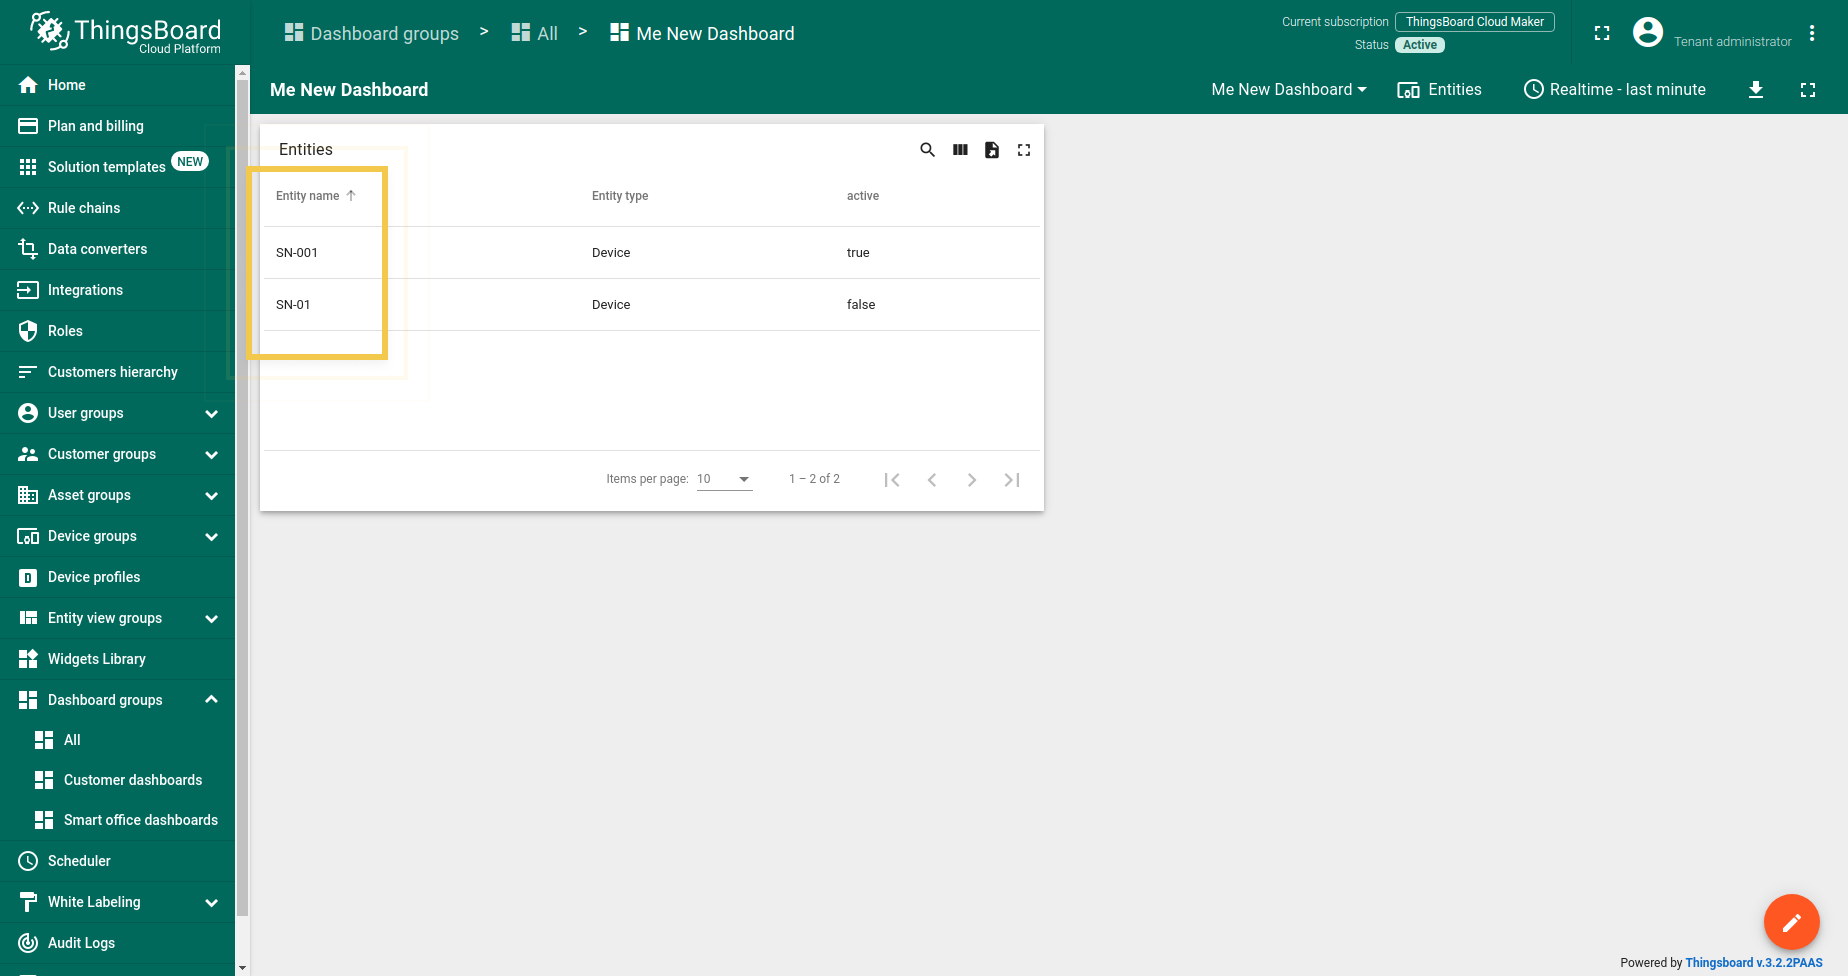 ThingsBoard
Cloud Platform
Dashboard groups > All > Me New Dashboard
Current subscription ThingsBoard Cloud Maker
Status Active
Tenant administrator
Me New Dashboard
Me New Dashboard Entities Realtime - last minute
Home
Plan and billing
Solution templates NEW
Rule chains
Data converters
Integrations
Roles
Customers hierarchy
User groups
Customer groups
Asset groups
Device groups
Device profiles
Entity view groups
Widgets Library
Dashboard groups
All
Customer dashboards
Smart office dashboards
Scheduler
White Labeling
Audit Logs
Entities
Entity name Entity type active
SN-001 Device true
SN-01 Device false
Items per page: 10 1 – 2 of 2
Powered by Thingsboard v.3.2.2PAAS